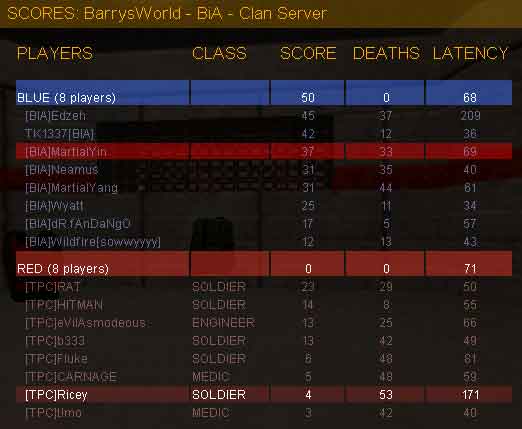 SCORES: BarrysWorld - BiA - Clan Server
PLAYERS CLASS SCORE DEATHS LATENCY
BLUE (8 players) 50 0 68
[BIA]Edzeh 45 37 209
TK1337[BIA] 42 12 36
[BIA]MartialYin 37 33 69
[BIA]Neamus 31 35 40
[BIA]MartialYang 31 44 61
[BIA]Wyatt 25 11 34
[BIA]dR.fAnDaNgO 17 5 57
[BIA]Wildfire[sowwyyyy] 12 13 43
RED (8 players) 0 0 71
[TPC]RAT SOLDIER 23 29 50
[TPC]HITMAN SOLDIER 14 8 55
[TPC]eVilAsmodeous ENGINEER 13 25 66
[TPC]b333 SOLDIER 13 42 49
[TPC]Fluke SOLDIER 6 48 81
[TPC]CARNAGE MEDIC 5 48 59
[TPC]Ricey SOLDIER 4 53 171
[TPC]t!mo MEDIC 3 42 40